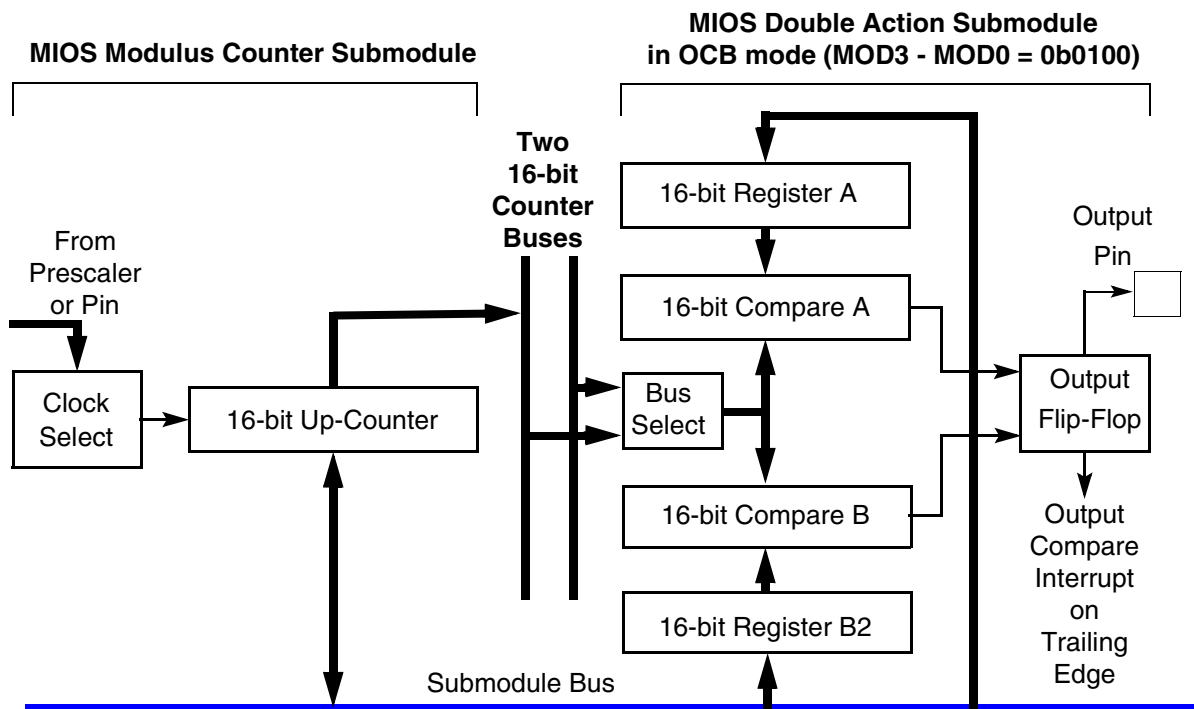 MIOS Modulus Counter Submodule
MIOS Double Action Submodule
in OCB mode (MOD3 - MOD0 = 0b0100)
Two
16-bit
Counter
Buses
From
Prescaler
or Pin
Clock
Select
16-bit Up-Counter
Bus
Select
16-bit Register A
16-bit Compare A
16-bit Compare B
16-bit Register B2
Output
Pin
Output
Flip-Flop
Output
Compare
Interrupt
on
Trailing
Edge
Submodule Bus